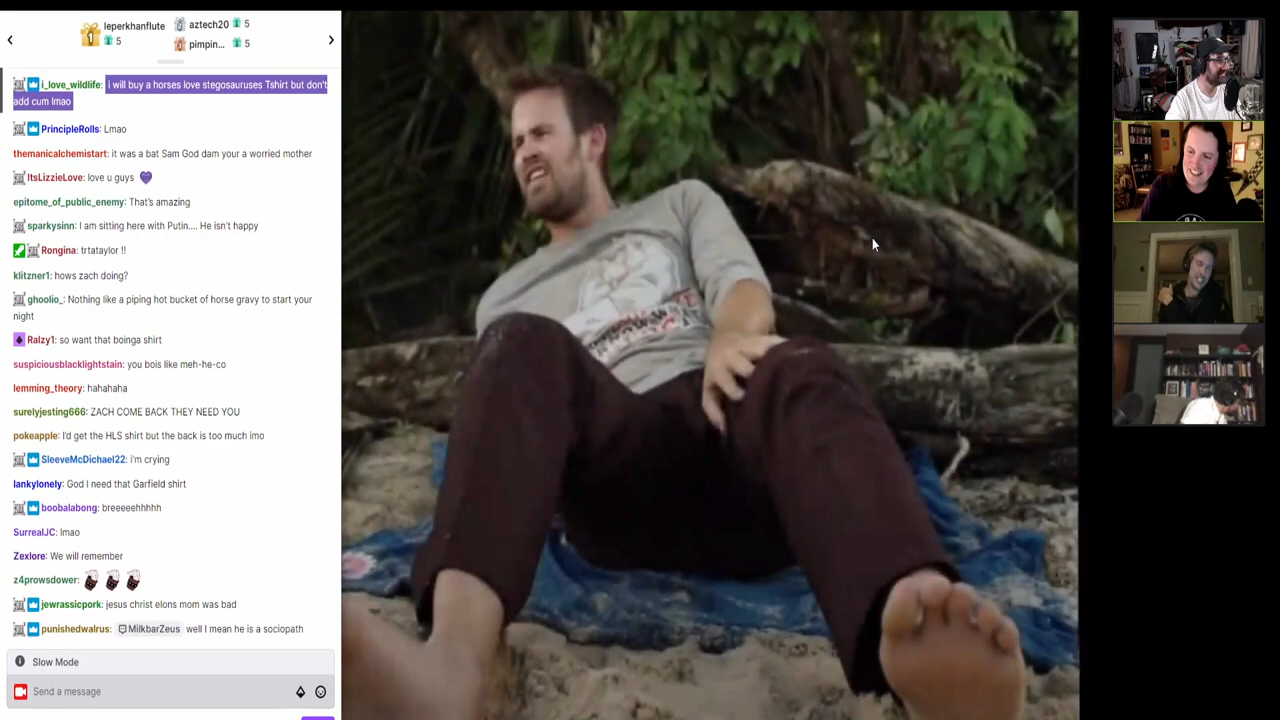 leperkhanflute
5
aztech20 5
pimpin... 5
i_love_wildlife: i will buy a horses love stegosauruses Tshirt but don't
add cum lmao
PrincipleRolls: Lmao
themanicalchemistart: it was a bat Sam God dam your a worried mother
ItsLizzieLove: love u guys
epitome_of_public_enemy: That's amazing
sparkysinn: I am sitting here with Putin.... He isn't happy
Rongina: trtataylor !!
klitzner1: hows zach doing?
ghoolio_: Nothing like a piping hot bucket of horse gravy to start your
night
Ralzy1: so want that boinga shirt
suspiciousblacklightstain: you bois like meh-he-co
lemming_theory: hahahaha
surelyjesting666: ZACH COME BACK THEY NEED YOU
pokeapple: I'd get the HLS shirt but the back is too much imo
SleeveMcDichael22: i'm crying
lankylonely: God I need that Garfield shirt
boobalabong: breeeeehhhhh
SurrealJC: lmao
Zexlore: We will remember
z4prowsdower:
jewrassicpork: jesus christ elons mom was bad
punishedwalrus: MilkbarZeus well I mean he is a sociopath
Slow Mode
Send a message